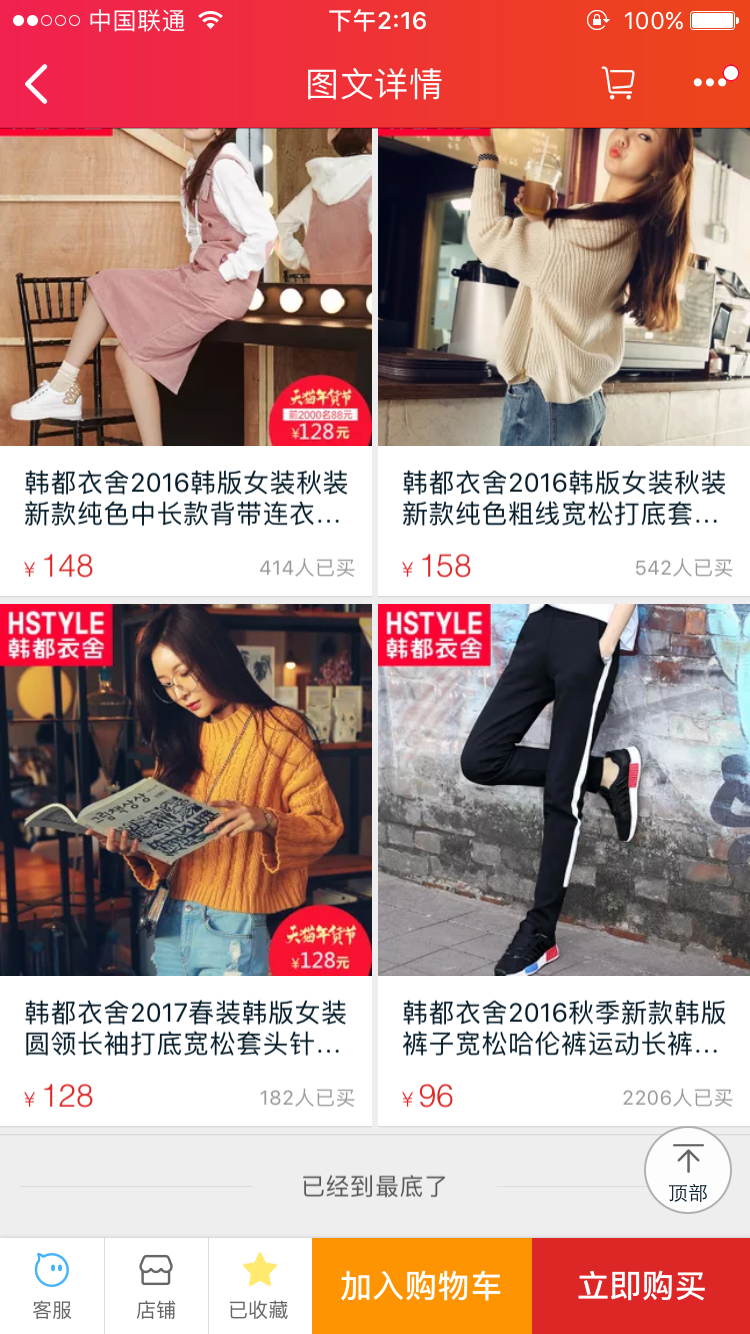 中国联通
下午2:16
100%
图文详情
天猫年货节
前2000名88元
¥128元
韩都衣舍2016韩版女装秋装
新款纯色中长款背带连衣...
¥ 148
414人已买
韩都衣舍2016韩版女装秋装
新款纯色粗线宽松打底套...
¥ 158
542人已买
HSTYLE
韩都衣舍
天猫年货节
¥128元
韩都衣舍2017春装韩版女装
圆领长袖打底宽松套头针...
¥ 128
182人已买
HSTYLE
韩都衣舍
韩都衣舍2016秋季新款韩版
裤子宽松哈伦裤运动长裤...
¥ 96
2206人已买
已经到最底了
顶部
客服
店铺
已收藏
加入购物车
立即购买